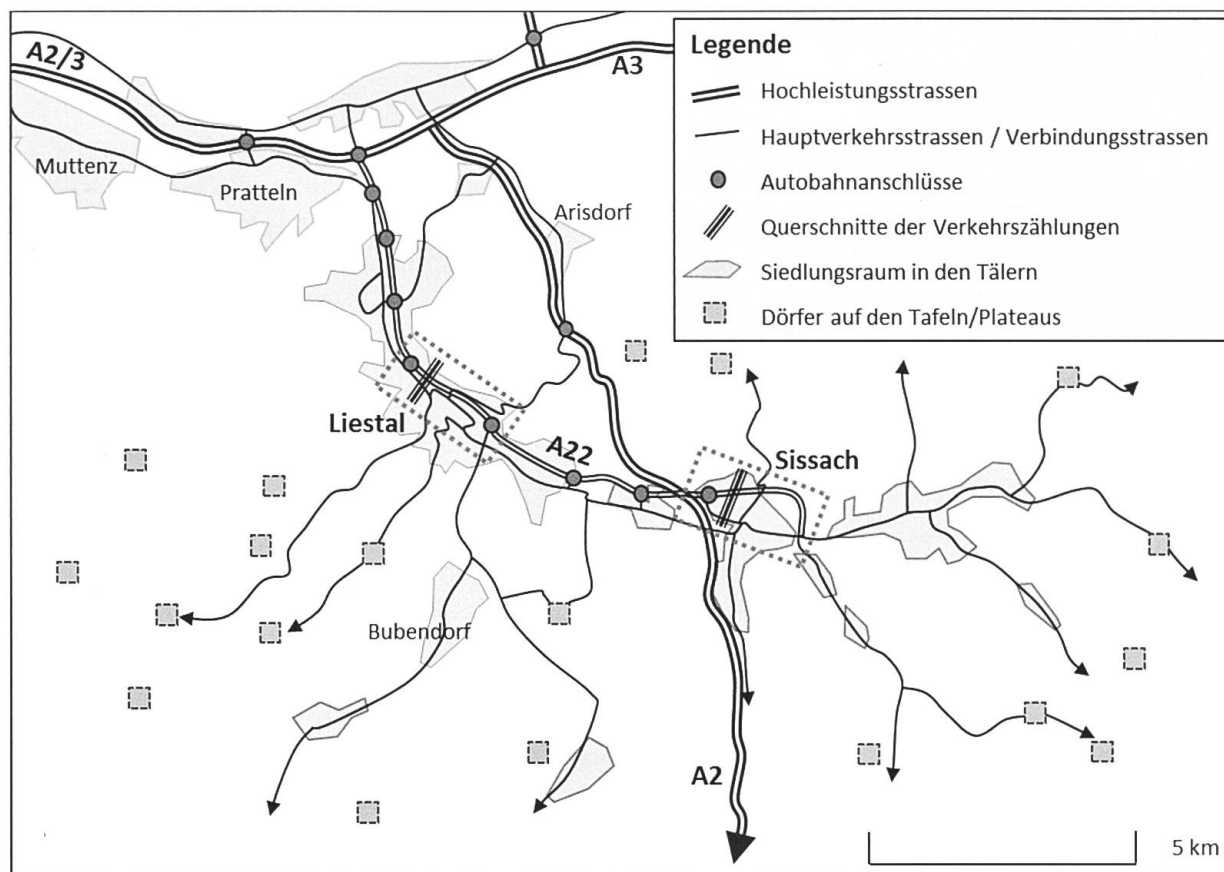 A2/3
A3
Muttenz
Pratteln
Arisdorf
Liestal
A22
Sissach
Bubendorf
A2
5 km
Legende
Hochleistungsstrassen
Hauptverkehrsstrassen / Verbindungsstrassen
Autobahnanschlüsse
Querschnitte der Verkehrszählungen
Siedlungsraum in den Tälern
Dörfer auf den Tafeln/Plateaus